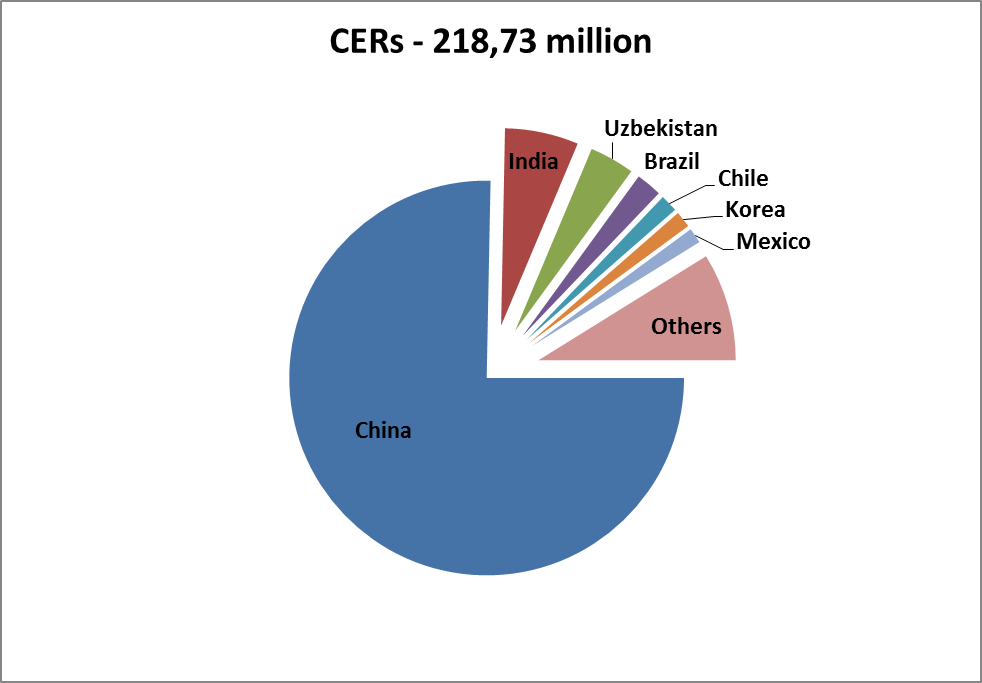 CERs - 218,73 million
Uzbekistan
India
Brazil
Chile
Korea
Mexico
Others
China